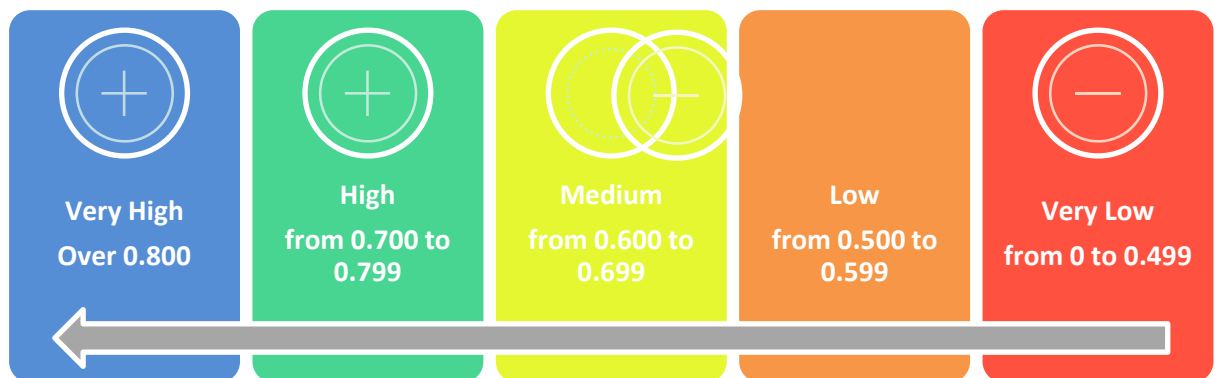 Very High
Over 0.800
High
from 0.700 to
0.799
Medium
from 0.600 to
0.699
Low
from 0.500 to
0.599
Very Low
from 0 to 0.499